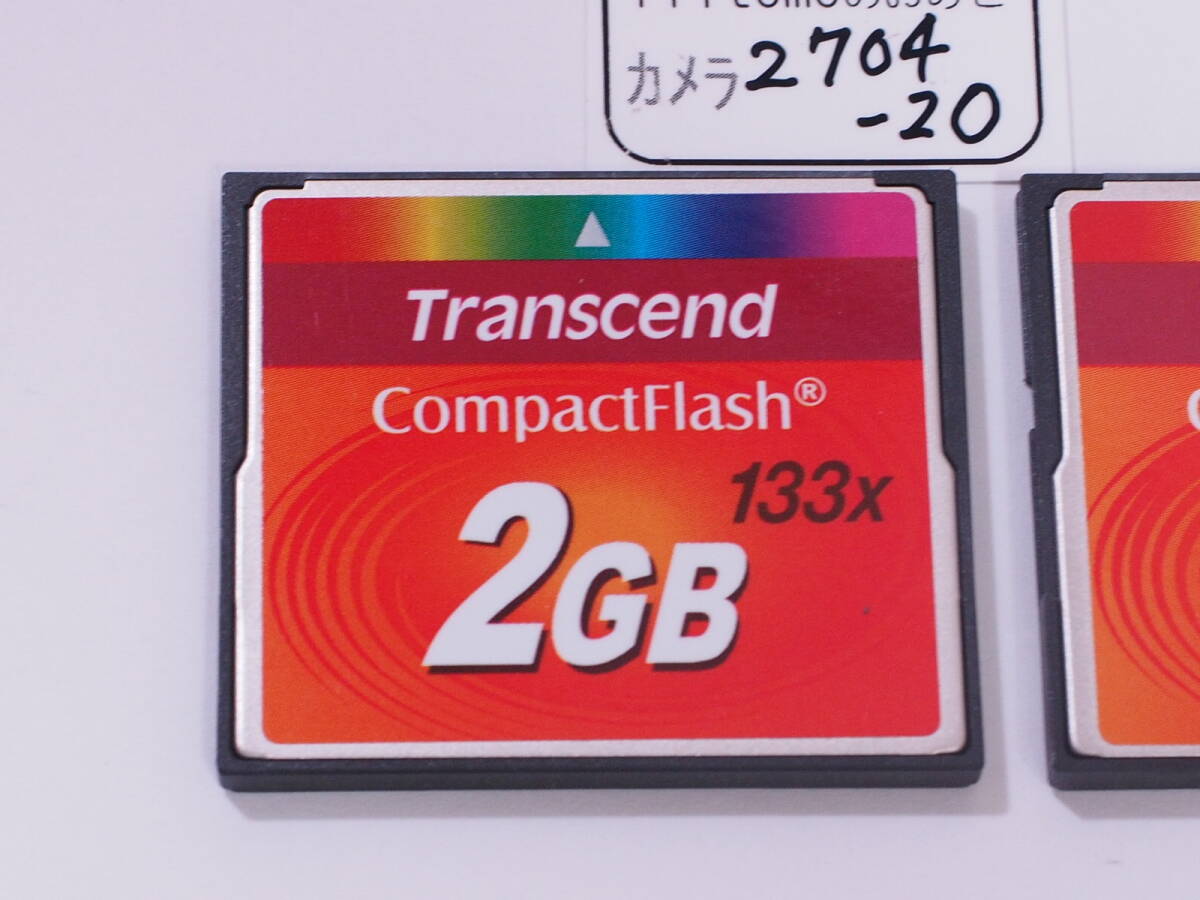 カメラ2704
-20
Transcend
CompactFlash®
133x
2GB